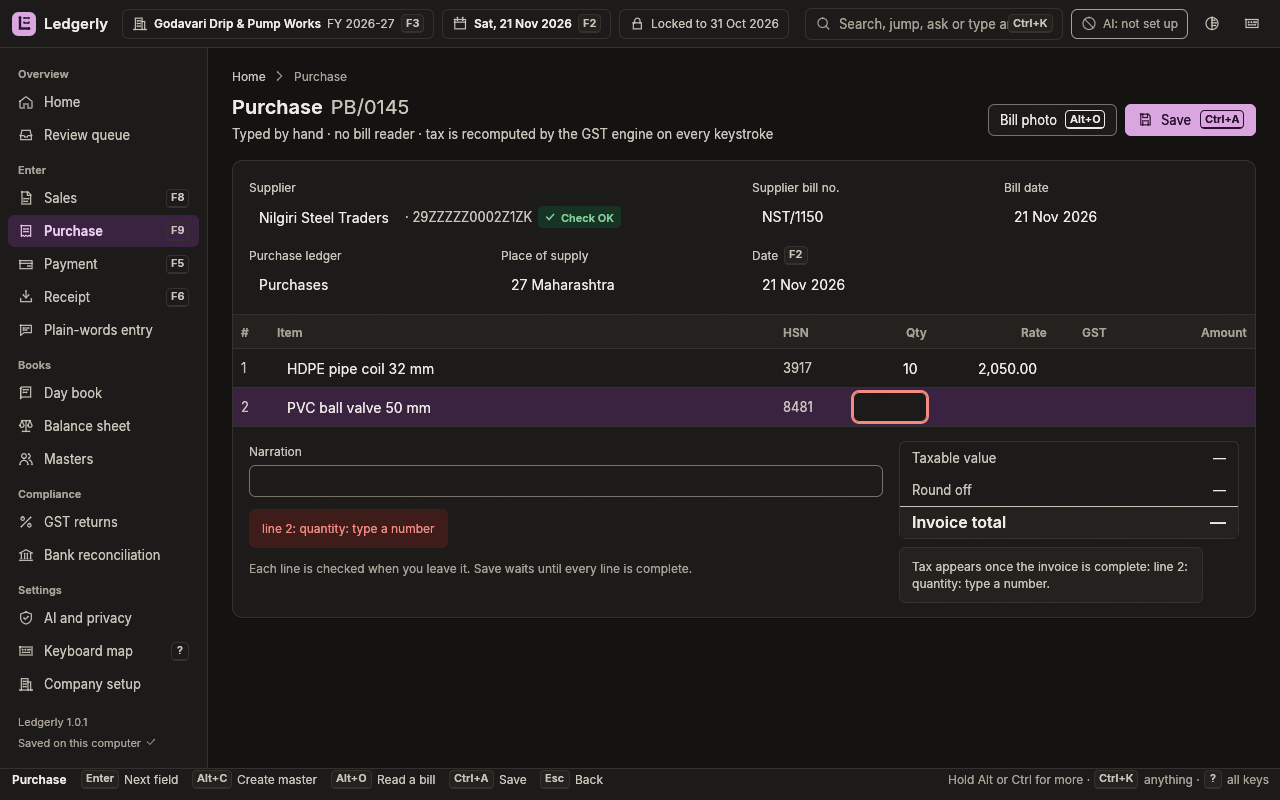 Ledgerly
Godavari Drip & Pump Works FY 2026-27 F3
Sat, 21 Nov 2026 F2
Locked to 31 Oct 2026
Search, jump, ask or type a Ctrl+K
AI: not set up
Overview
Home
Review queue
Enter
Sales F8
Purchase F9
Payment F5
Receipt F6
Plain-words entry
Books
Day book
Balance sheet
Masters
Compliance
GST returns
Bank reconciliation
Settings
AI and privacy
Keyboard map ?
Company setup
Ledgerly 1.0.1
Saved on this computer
Home Purchase
Purchase PB/0145
Typed by hand · no bill reader · tax is recomputed by the GST engine on every keystroke
Bill photo Alt+O
Save Ctrl+A
Supplier Supplier bill no. Bill date
Nilgiri Steel Traders · 29ZZZZZ0002Z1ZK Check OK NST/1150 21 Nov 2026
Purchase ledger Place of supply Date F2
Purchases 27 Maharashtra 21 Nov 2026
# Item HSN Qty Rate GST Amount
1 HDPE pipe coil 32 mm 3917 10 2,050.00
2 PVC ball valve 50 mm 8481
Narration
line 2: quantity: type a number
Each line is checked when you leave it. Save waits until every line is complete.
Taxable value —
Round off —
Invoice total —
Tax appears once the invoice is complete: line 2:
quantity: type a number.
Purchase Enter Next field Alt+C Create master Alt+O Read a bill Ctrl+A Save Esc Back
Hold Alt or Ctrl for more · Ctrl+K anything · ? all keys